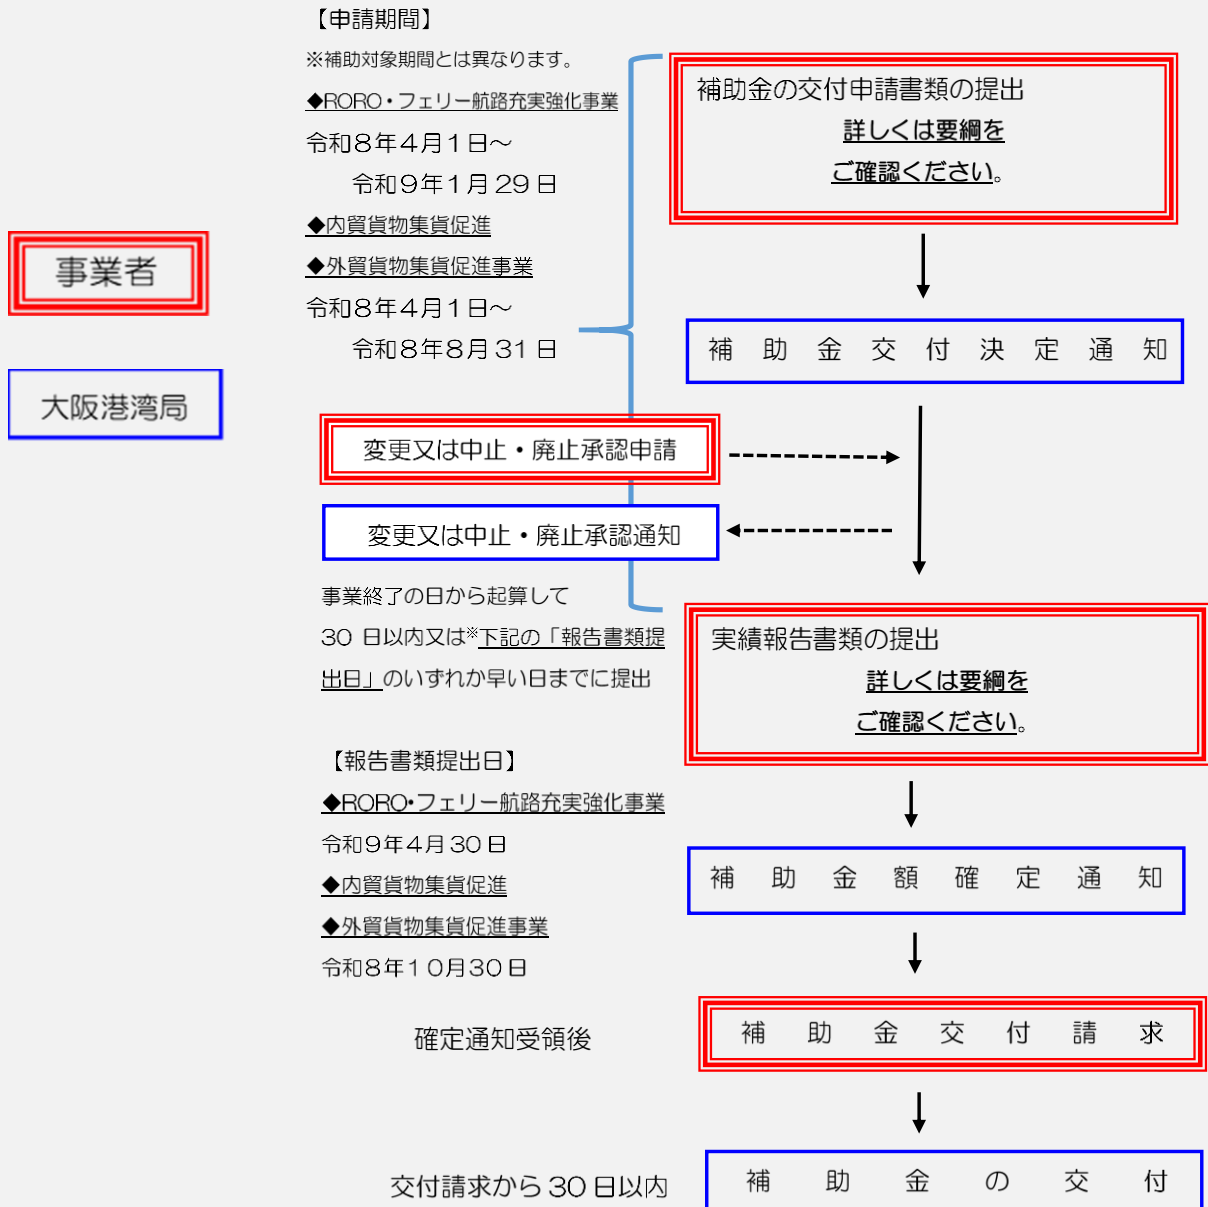 【申請期間】
※補助対象期間とは異なります。
◆RORO・フェリー航路充実強化事業
令和８年４月１日～
令和９年１月 29 日
◆内貿貨物集貨促進
◆外貿貨物集貨促進事業
令和８年４月１日～
令和８年８月 31 日
事業者
大阪港湾局
補助金の交付申請書類の提出
詳しくは要綱を
ご確認ください。
補助金交付決定通知
変更又は中止・廃止承認申請
変更又は中止・廃止承認通知
事業終了の日から起算して
30 日以内又は※下記の「報告書類提
出日」のいずれか早い日までに提出
実績報告書類の提出
詳しくは要綱を
ご確認ください。
【報告書類提出日】
◆RORO・フェリー航路充実強化事業
令和９年４月 30 日
◆内貿貨物集貨促進
◆外貿貨物集貨促進事業
令和８年１０月30 日
補助金額確定通知
確定通知受領後
補助金交付請求
交付請求から 30 日以内
補助金の交付